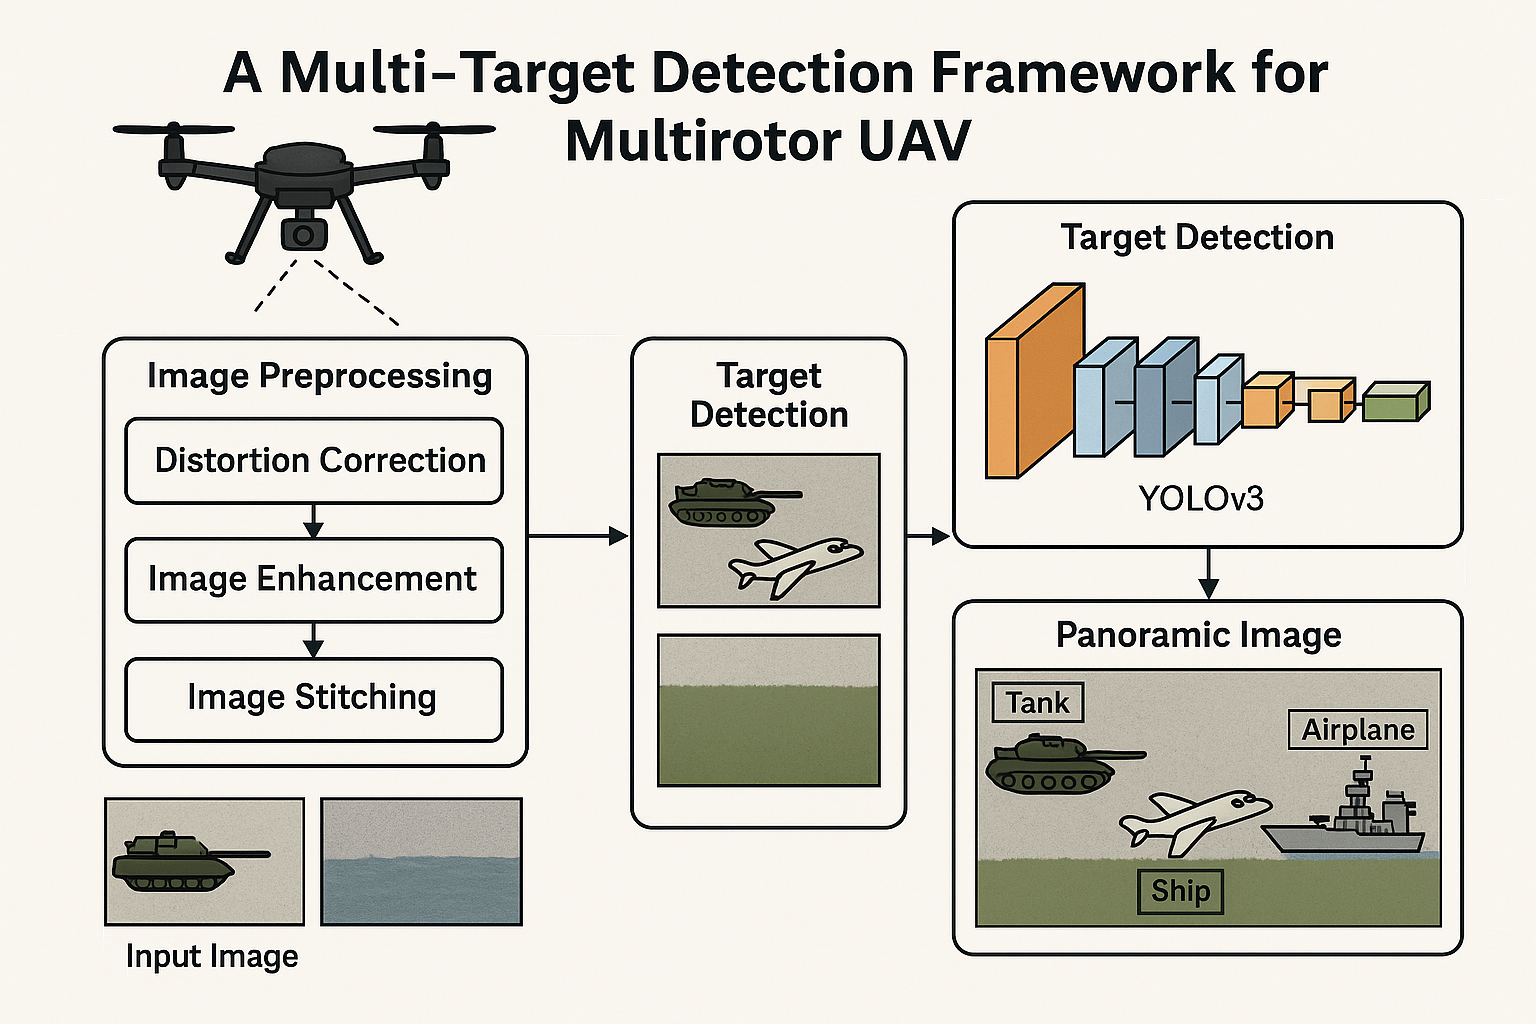 A Multi-Target Detection Framework for
Multirotor UAV
Image Preprocessing
Distortion Correction
Image Enhancement
Image Stitching
Input Image
Target
Detection
Target Detection
YOLOv3
Panoramic Image
Tank
Airplane
Ship